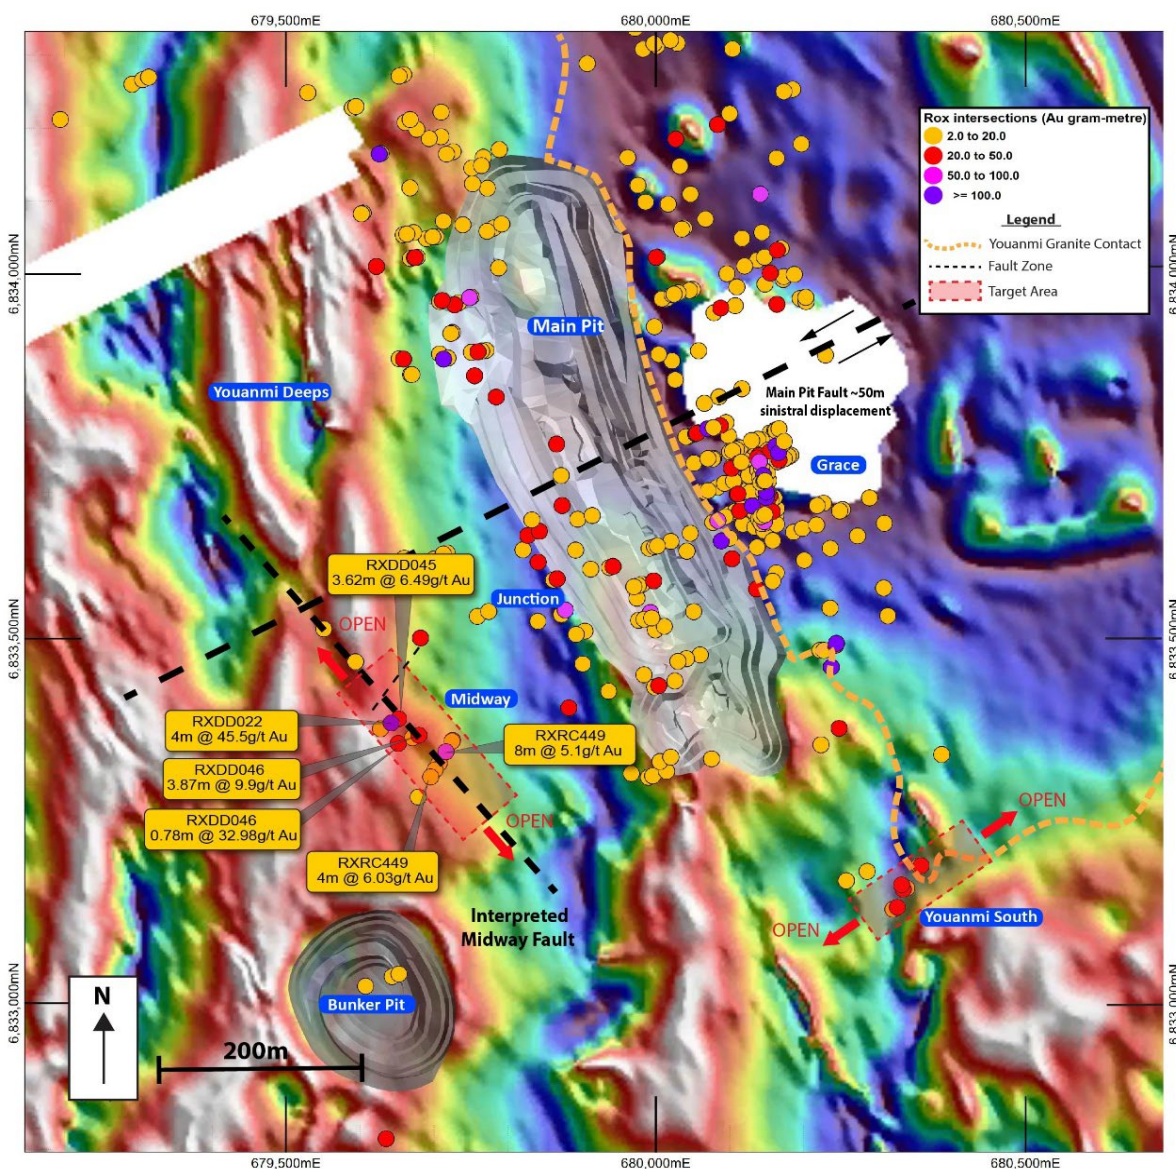 679,500mE
680,000mE
680,500mE
Rox intersections (Au gram-metre)
2.0 to 20.0
20.0 to 50.0
50.0 to 100.0
>= 100.0
Legend
Youanmi Granite Contact
Fault Zone
Target Area
6,834,000mN
6,834,000mN
Main Pit
Youanmi Deeps
Main Pit Fault ~50m
sinistral displacement
Grace
RXDD045
3.62m @ 6.49g/t Au
Junction
OPEN
6,833,500mN
6,833,500mN
Midway
RXDD022
4m @ 45.5g/t Au
RXRC449
8m @ 5.1g/t Au
RXDD046
3.87m @ 9.9g/t Au
RXDD046
0.78m @ 32.98g/t Au
OPEN
OPEN
RXRC449
4m @ 6.03g/t Au
Interpreted
Midway Fault
Youanmi South
OPEN
Bunker Pit
6,833,000mN
6,833,000mN
N
200m
679,500mE
680,000mE
680,500mE